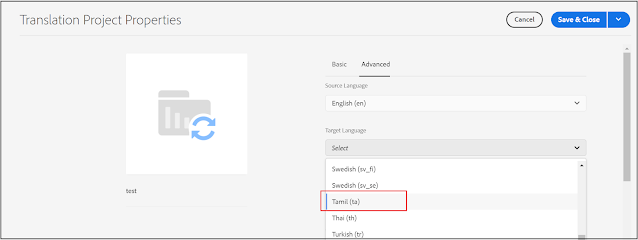 Translation Project Properties
Cancel
Save & Close
Basic
Advanced
Source Language
English (en)
Target Language
Select
Swedish (sv_fi)
Swedish (sv_se)
Tamil (ta)
Thai (th)
Turkish (tr)
test